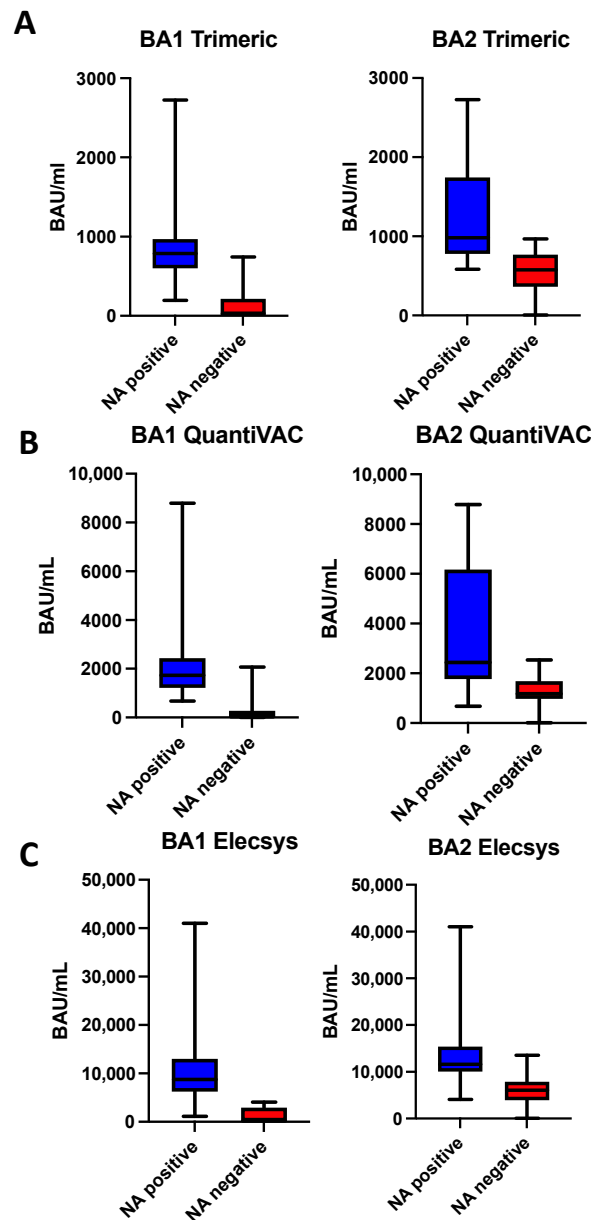 A
BA1 Trimeric
BA2 Trimeric
BAU/ml
3000
2000
1000
0
NA positive
NA negative
BAU/ml
3000
2000
1000
0
NA positive
NA negative
B
BA1 QuantiVAC
BA2 QuantiVAC
BAU/mL
10,000
8000
6000
4000
2000
0
NA positive
NA negative
BAU/mL
10,000
8000
6000
4000
2000
0
NA positive
NA negative
C
BA1 Elecsys
BA2 Elecsys
BAU/mL
50,000
40,000
30,000
20,000
10,000
0
NA positive
NA negative
BAU/mL
50,000
40,000
30,000
20,000
10,000
0
NA positive
NA negative